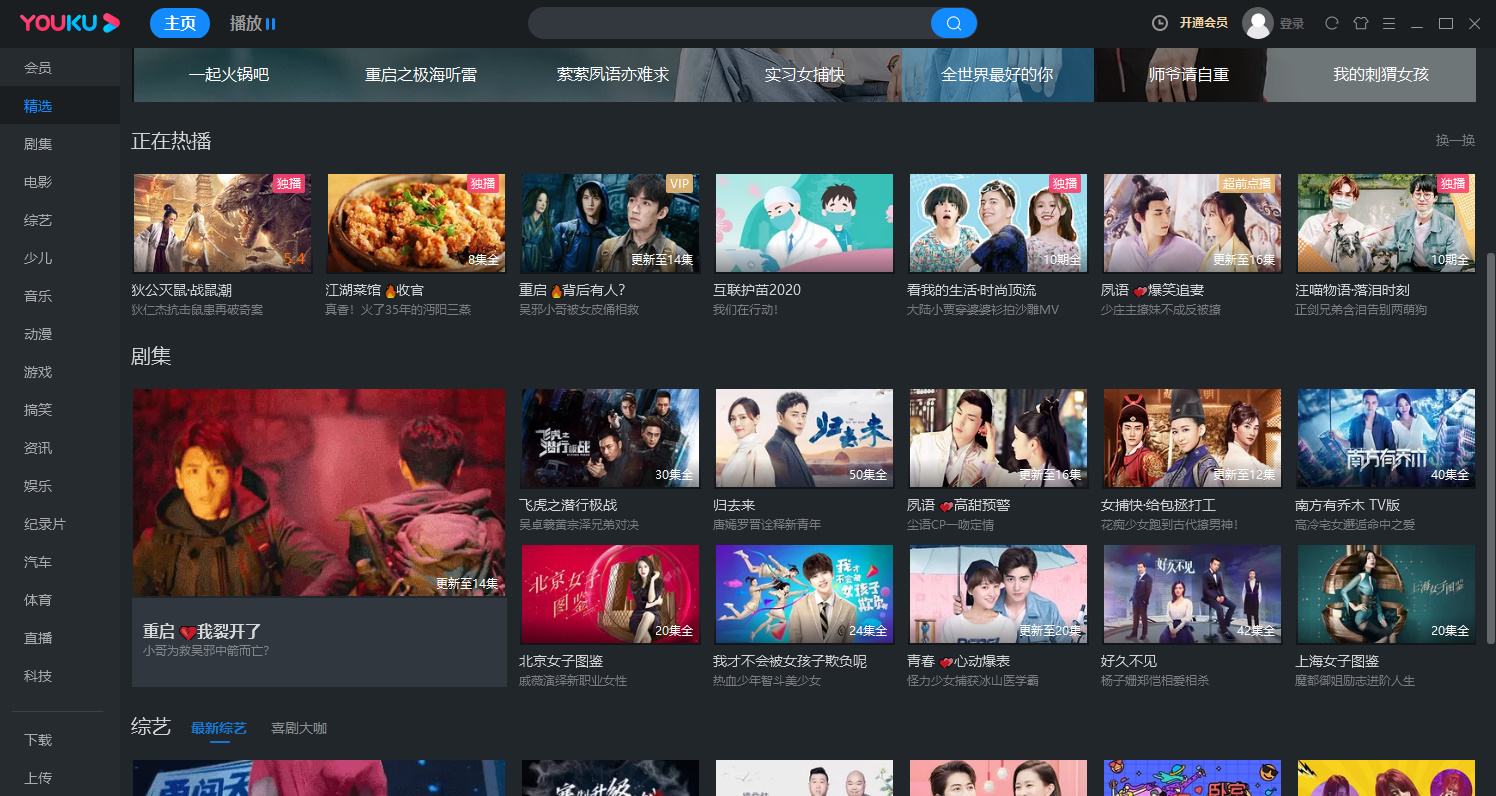 YOUKU
主页
播放
开通会员
登录
会员
精选
剧集
电影
综艺
少儿
音乐
动漫
游戏
搞笑
资讯
娱乐
纪录片
汽车
体育
直播
科技
下载
上传
一起火锅吧
重启之极海听雷
萦萦夙语亦难求
实习女捕快
全世界最好的你
师爷请自重
我的刺猬女孩
正在热播
换一换
独播
5.4
狄公灭鼠·战鼠潮
狄仁杰抗击鼠患再破奇案
独播
8集全
江湖菜馆 收官
真香！火了35年的沔阳三蒸
VIP
更新至14集
重启 背后有人？
吴邪小哥被女皮俑相救
互联护苗2020
我们在行动！
独播
10期全
看我的生活·时尚顶流
大陆小贾穿婆婆衫拍沙雕MV
超前点播
更新至16集
夙语 爆笑追妻
少庄主撩妹不成反被撩
独播
10期全
汪喵物语·落泪时刻
正剑兄弟含泪告别两萌狗
剧集
更新至14集
重启 我裂开了
小哥为救吴邪中箭而亡？
飞虎之
潜行极战
30集全
飞虎之潜行极战
吴卓羲黄宗泽兄弟对决
归去来
50集全
归去来
唐嫣罗晋诠释新青年
更新至16集
夙语 高甜预警
尘语CP一吻定情
更新至12集
女捕快·给包拯打工
花痴少女跑到古代撩男神！
南方有乔木
40集全
南方有乔木 TV版
高冷宅女邂逅命中之爱
北京女子
图鉴
20集全
北京女子图鉴
戚薇演绎新职业女性
我才
不会被
女孩子
欺负
24集全
我才不会被女孩子欺负呢
热血少年智斗美少女
更新至20集
青春 心动爆表
怪力少女捕获冰山医学霸
好久不见
42集全
好久不见
杨子姗郑恺相爱相杀
上海女子图鉴
20集全
上海女子图鉴
魔都御姐励志进阶人生
综艺
最新综艺
喜剧大咖